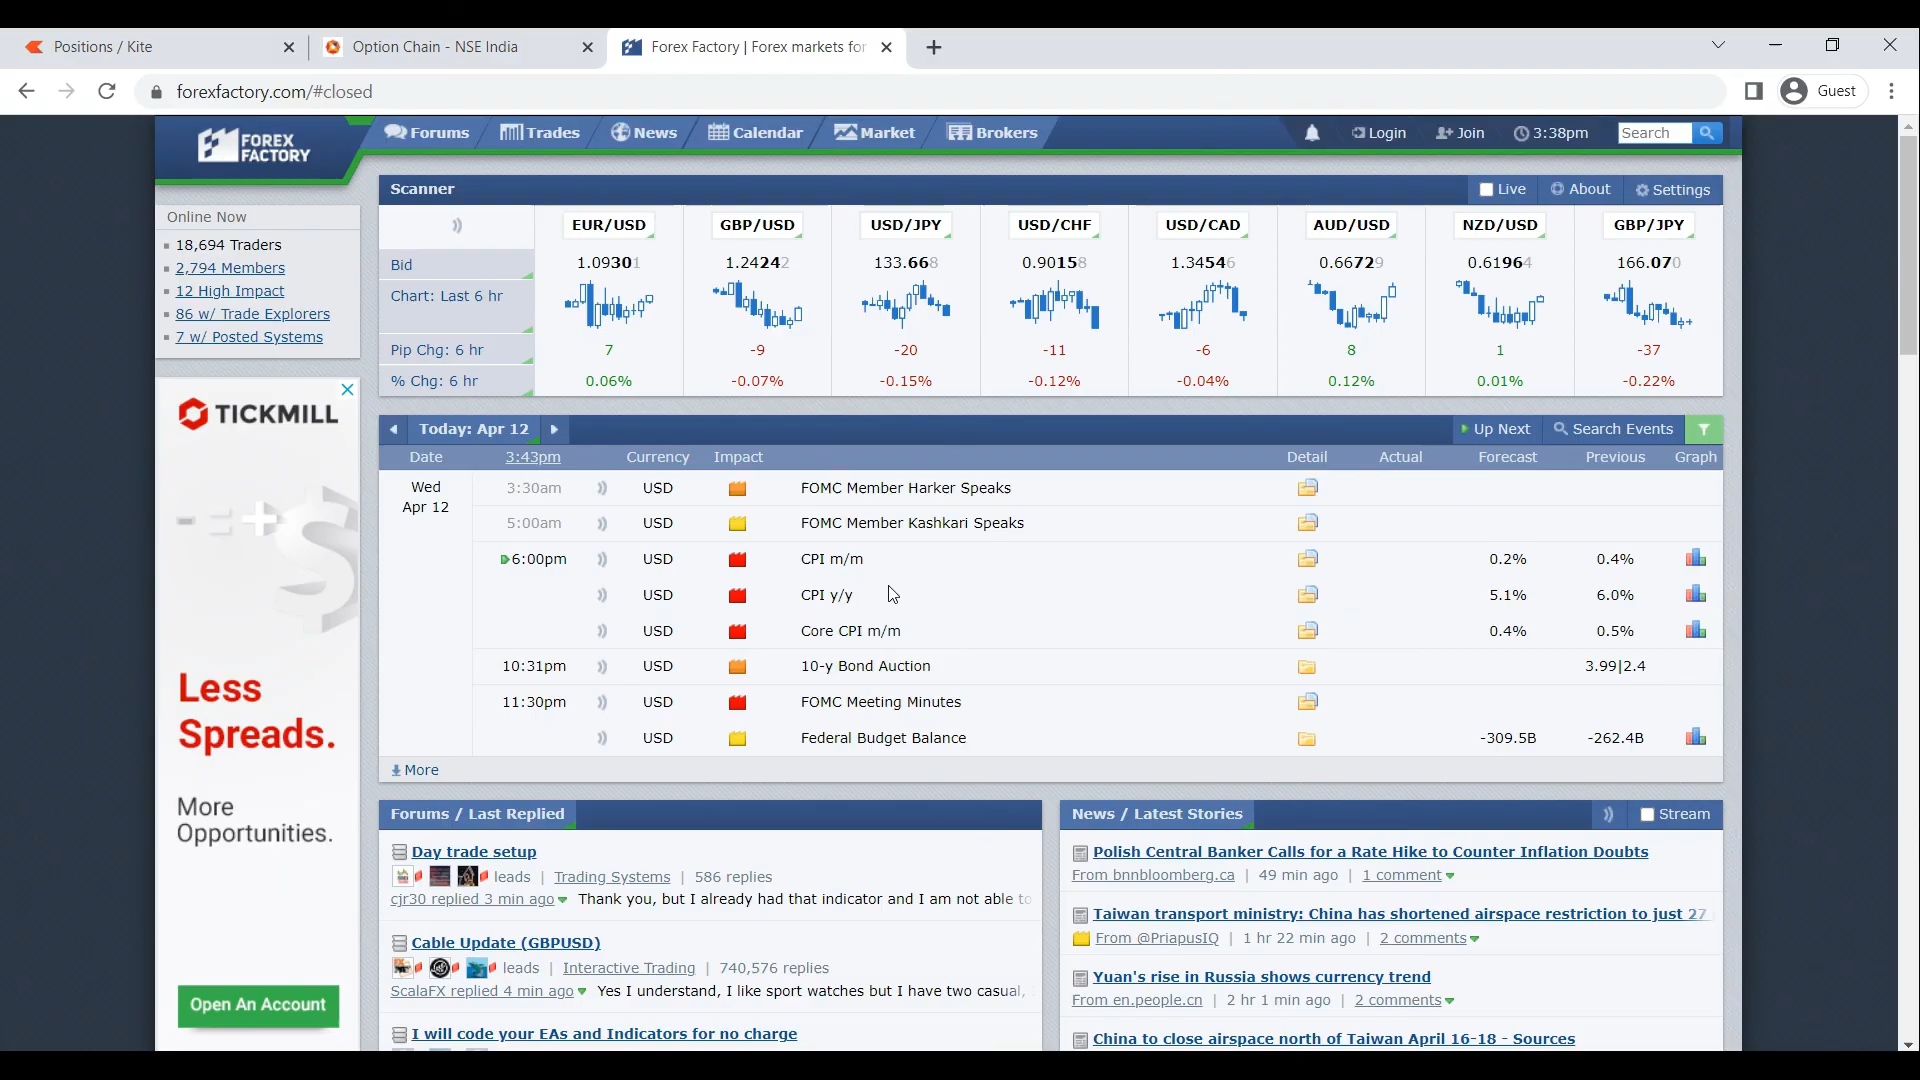 Positions / Kite
Option Chain - NSE India
Forex Factory | Forex markets for
forexfactory.com/#closed
Guest
FOREX
FACTORY
Forums
Trades
News
Calendar
Market
Brokers
Login
Join
3:38pm
Search
Online Now
18,694 Traders
2,794 Members
12 High Impact
86 w/ Trade Explorers
7 w/ Posted Systems
TICKMILL
Less
Spreads.
More
Opportunities.
Open An Account
Scanner
Live
About
Settings
EUR/USD GBP/USD USD/JPY USD/CHF USD/CAD AUD/USD NZD/USD GBP/JPY
Bid 1.09301 1.24242 133.668 0.90158 1.34546 0.66729 0.61964 166.070
Chart: Last 6 hr
Pip Chg: 6 hr 7 -9 -20 -11 -6 8 1 -37
% Chg: 6 hr 0.06% -0.07% -0.15% -0.12% -0.04% 0.12% 0.01% -0.22%
Today: Apr 12
Up Next
Search Events
Date 3:43pm Currency Impact Detail Actual Forecast Previous Graph
Wed
Apr 12
3:30am USD FOMC Member Harker Speaks
5:00am USD FOMC Member Kashkari Speaks
6:00pm USD CPI m/m 0.2% 0.4%
USD CPI y/y 5.1% 6.0%
USD Core CPI m/m 0.4% 0.5%
10:31pm USD 10-y Bond Auction 3.99|2.4
11:30pm USD FOMC Meeting Minutes
USD Federal Budget Balance -309.5B -262.4B
More
Forums / Last Replied
Day trade setup
leads | Trading Systems | 586 replies
cjr30 replied 3 min ago Thank you, but I already had that indicator and I am not able to
Cable Update (GBPUSD)
leads | Interactive Trading | 740,576 replies
ScalaFX replied 4 min ago Yes I understand, I like sport watches but I have two casual,
I will code your EAs and Indicators for no charge
News / Latest Stories
Stream
Polish Central Banker Calls for a Rate Hike to Counter Inflation Doubts
From bnnbloomberg.ca | 49 min ago | 1 comment
Taiwan transport ministry: China has shortened airspace restriction to just 27
From @PriapusIQ | 1 hr 22 min ago | 2 comments
Yuan's rise in Russia shows currency trend
From en.people.cn | 2 hr 1 min ago | 2 comments
China to close airspace north of Taiwan April 16-18 - Sources